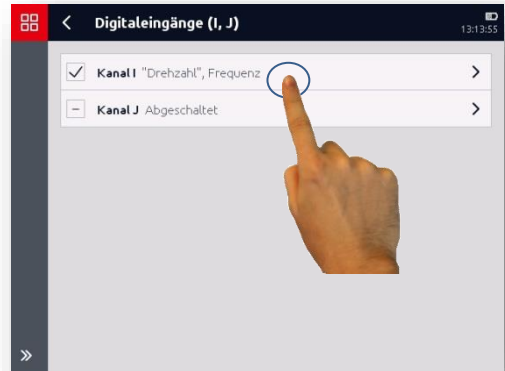 Digitaleingänge (I, J)
13:13:55
Kanal I "Drehzahl", Frequenz
Kanal J Abgeschaltet